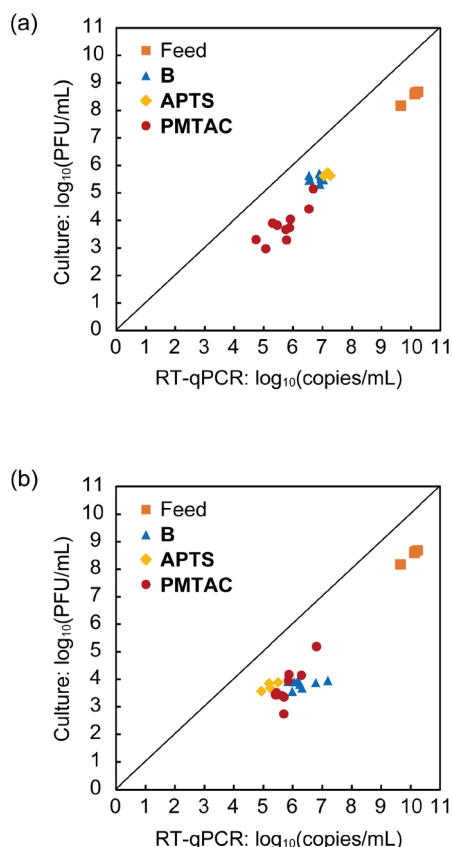 (a)
Culture: log₁₀(PFU/mL)
11
10
9
8
7
6
5
4
3
2
1
0
Feed
B
APTS
PMTAC
0 1 2 3 4 5 6 7 8 9 10 11
RT-qPCR: log₁₀(copies/mL)
(b)
Culture: log₁₀(PFU/mL)
11
10
9
8
7
6
5
4
3
2
1
0
Feed
B
APTS
PMTAC
0 1 2 3 4 5 6 7 8 9 10 11
RT-qPCR: log₁₀(copies/mL)